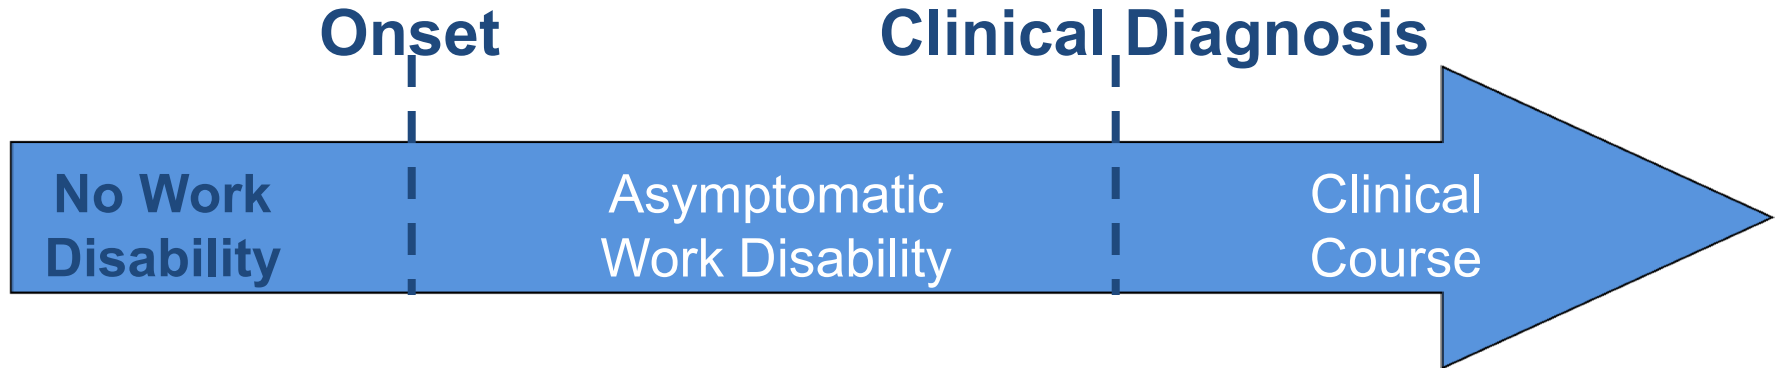 Onset
Clinical Diagnosis
No Work
Disability
Asymptomatic
Work Disability
Clinical
Course